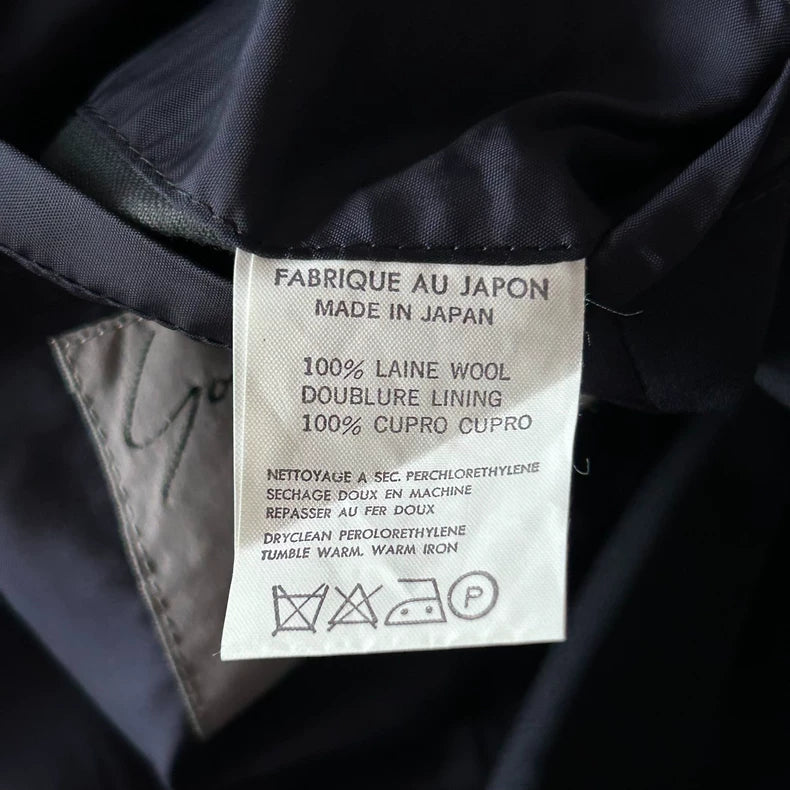 FABRIQUE AU JAPON
MADE IN JAPAN
100% LAINE WOOL
DOUBLURE LINING
100% CUPRO CUPRO
NETTOYAGE A SEC. PERCHLORETHYLENE
SECHAGE DOUX EN MACHINE
REPASSER AU FER DOUX
DRYCLEAN PEROLORETHYLENE
TUMBLE WARM. WARM IRON
P